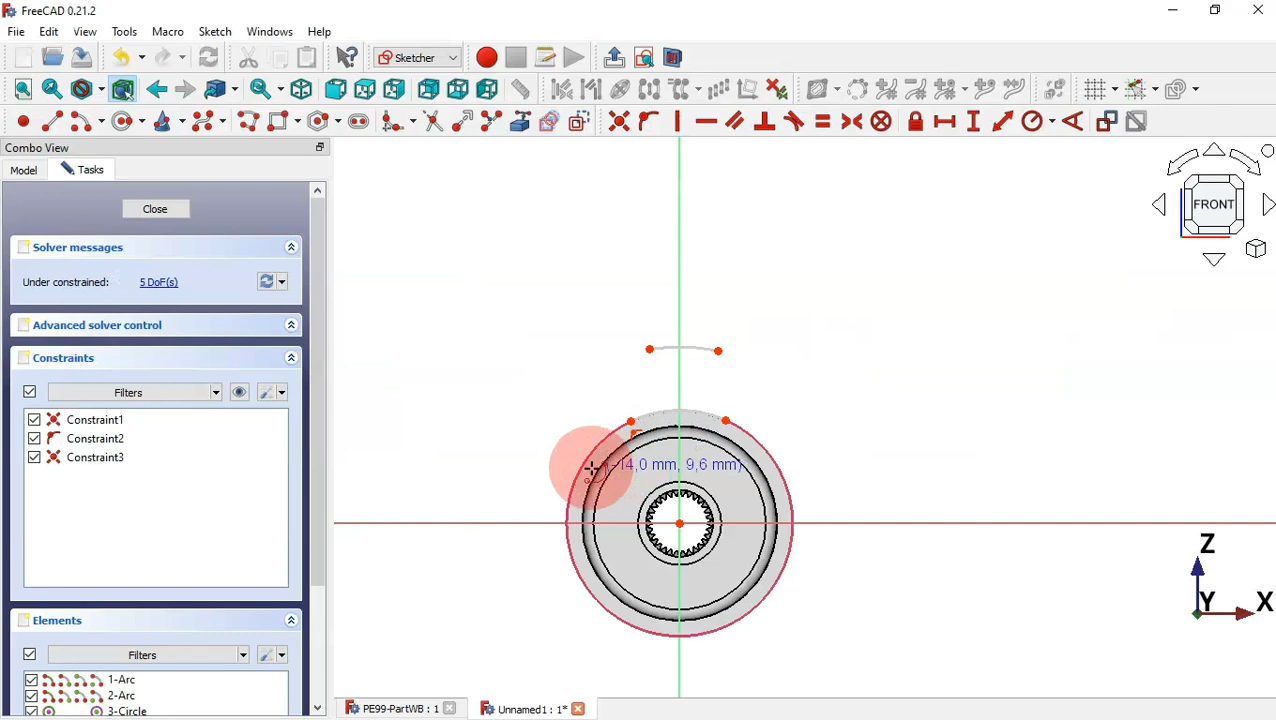 FreeCAD 0.21.2
File Edit View Tools Macro Sketch Windows Help
Sketcher
Combo View
Model Tasks
Close
Solver messages
Under constrained: 5 DoF(s)
Advanced solver control
Constraints
Filters
Constraint1
Constraint2
Constraint3
Elements
Filters
1-Arc
2-Arc
3-Circle
FRONT
(-14,0 mm, 9,6 mm)
Z
Y X
PE99-PartWB : 1 Unnamed1 : 1*